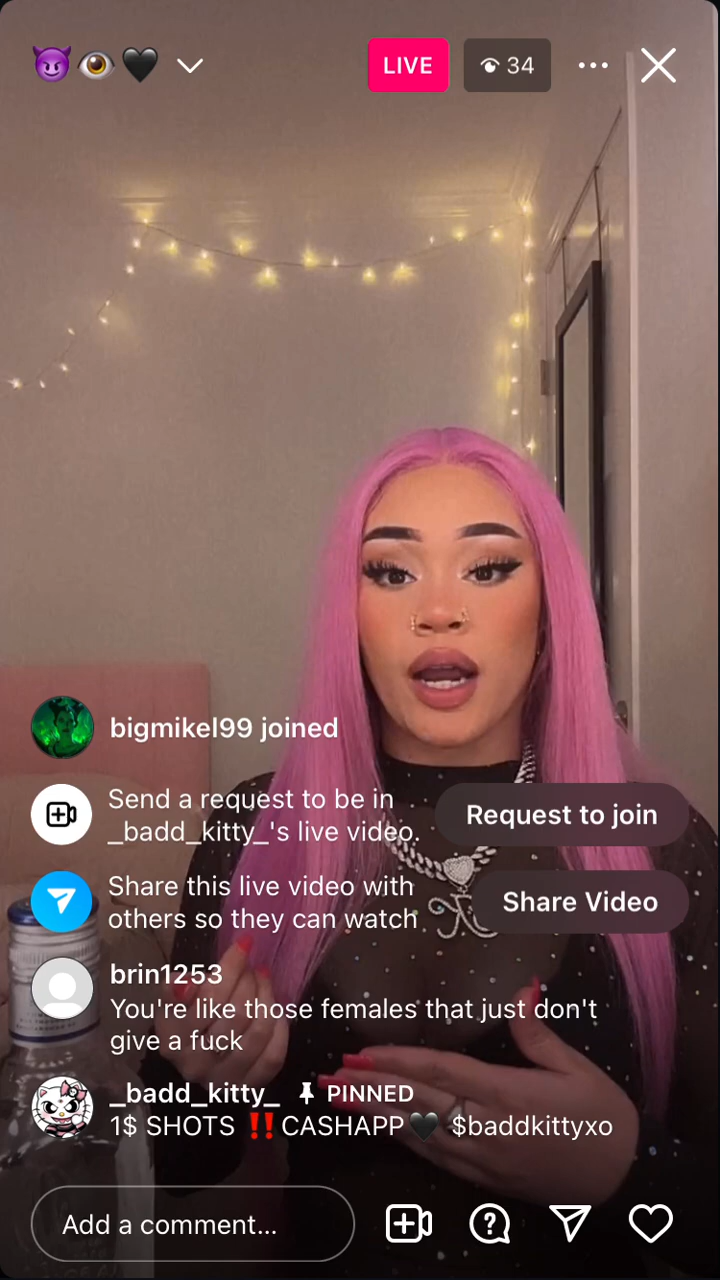 😈👁️🖤
LIVE
34
bigmikel99 joined
Send a request to be in
_badd_kitty_'s live video.
Request to join
Share this live video with
others so they can watch
Share Video
brin1253
You're like those females that just don't
give a fuck
_badd_kitty_ 📌 PINNED
1$ SHOTS ‼️CASHAPP🖤 $baddkittyxo
Add a comment...